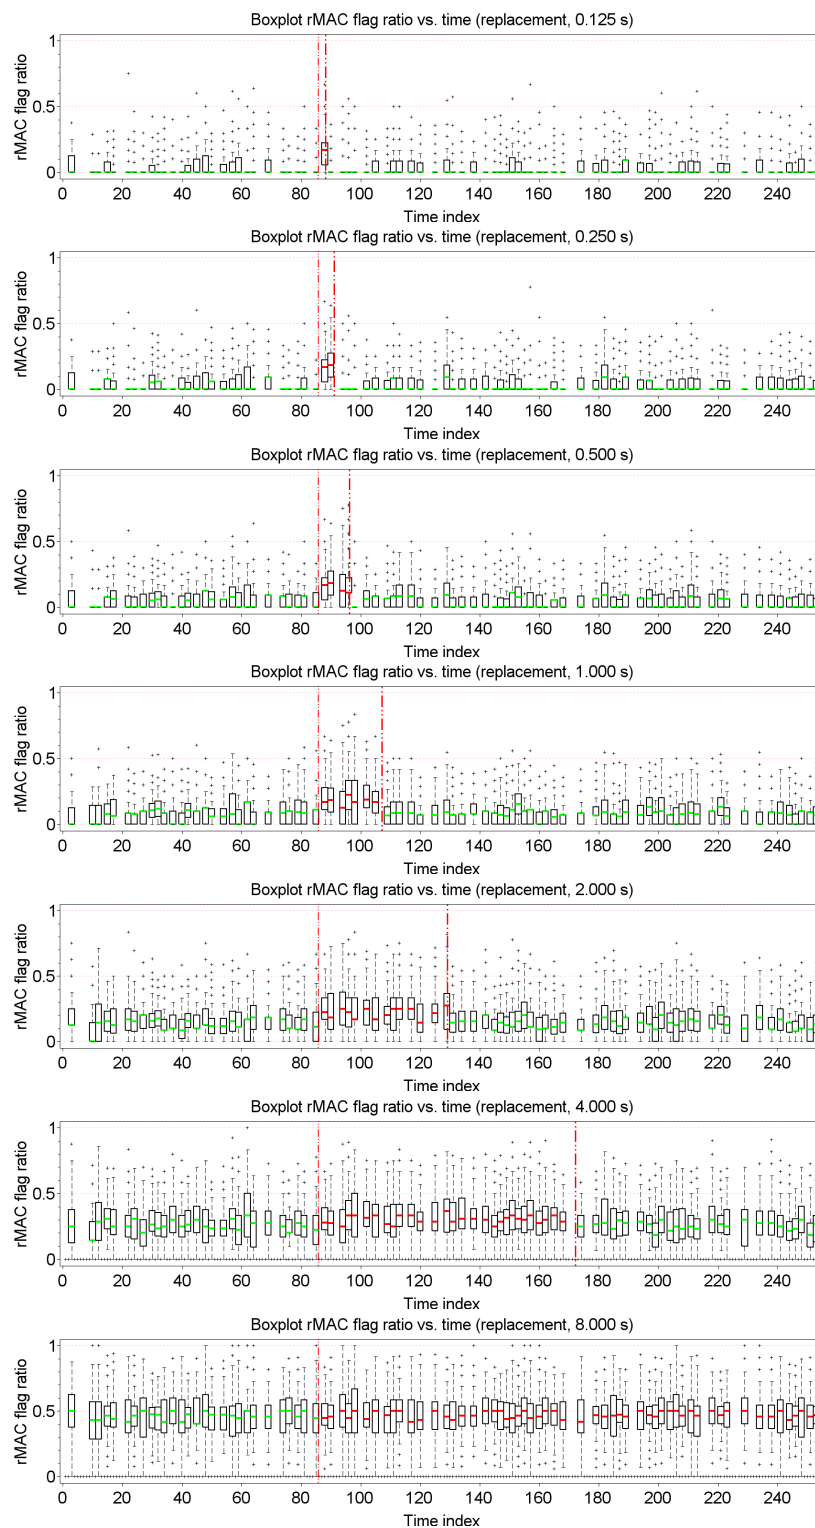 Boxplot rMAC flag ratio vs. time (replacement, 0.125 s)
1
0.5
0
rMAC flag ratio
0 20 40 60 80 100 120 140 160 180 200 220 240
Time index
Boxplot rMAC flag ratio vs. time (replacement, 0.250 s)
1
0.5
0
rMAC flag ratio
0 20 40 60 80 100 120 140 160 180 200 220 240
Time index
Boxplot rMAC flag ratio vs. time (replacement, 0.500 s)
1
0.5
0
rMAC flag ratio
0 20 40 60 80 100 120 140 160 180 200 220 240
Time index
Boxplot rMAC flag ratio vs. time (replacement, 1.000 s)
1
0.5
0
rMAC flag ratio
0 20 40 60 80 100 120 140 160 180 200 220 240
Time index
Boxplot rMAC flag ratio vs. time (replacement, 2.000 s)
1
0.5
0
rMAC flag ratio
0 20 40 60 80 100 120 140 160 180 200 220 240
Time index
Boxplot rMAC flag ratio vs. time (replacement, 4.000 s)
1
0.5
0
rMAC flag ratio
0 20 40 60 80 100 120 140 160 180 200 220 240
Time index
Boxplot rMAC flag ratio vs. time (replacement, 8.000 s)
1
0.5
0
rMAC flag ratio
0 20 40 60 80 100 120 140 160 180 200 220 240
Time index